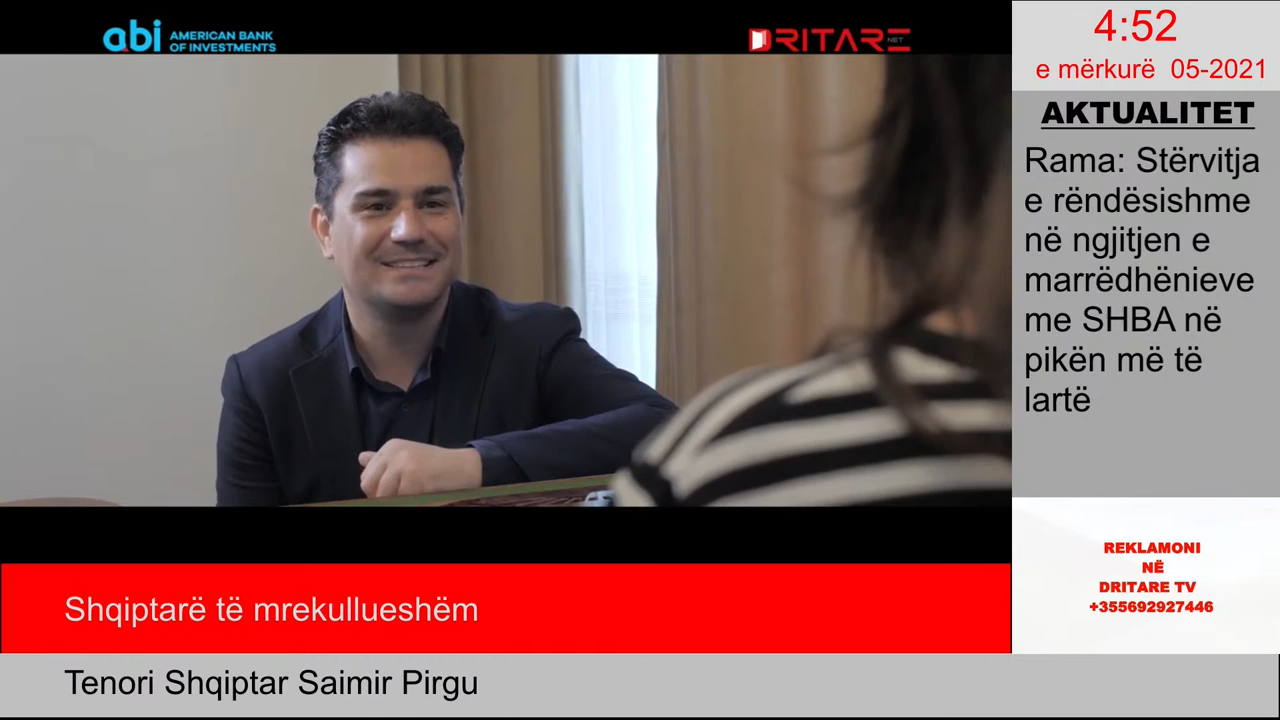 abi AMERICAN BANK
OF INVESTMENTS
DRITARE NET
4:52
e mërkurë 05-2021
AKTUALITET
Rama: Stërvitja
e rëndësishme
në ngjitjen e
marrëdhënieve
me SHBA në
pikën më të
lartë
REKLAMONI
NË
DRITARE TV
+355692927446
Shqiptarë të mrekullueshëm
Tenori Shqiptar Saimir Pirgu